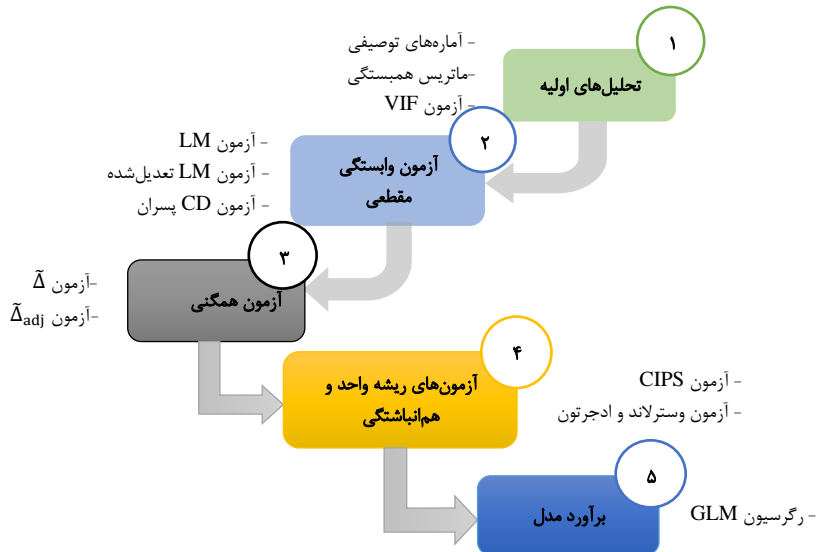 ۱
تحلیل‌های اولیه
- آماره‌های توصیفی
-ماتریس همبستگی
- آزمون VIF
۲
آزمون وابستگی
مقطعی
- آزمون LM
- آزمون LM تعدیل‌شده
- آزمون CD پسران
۳
آزمون همگنی
-آزمون Δ̃
-آزمون Δ̃adj
۴
آزمون‌های ریشه واحد و
هم‌انباشتگی
- آزمون CIPS
- آزمون وسترلاند و ادجرتون
۵
برآورد مدل
- رگرسیون GLM